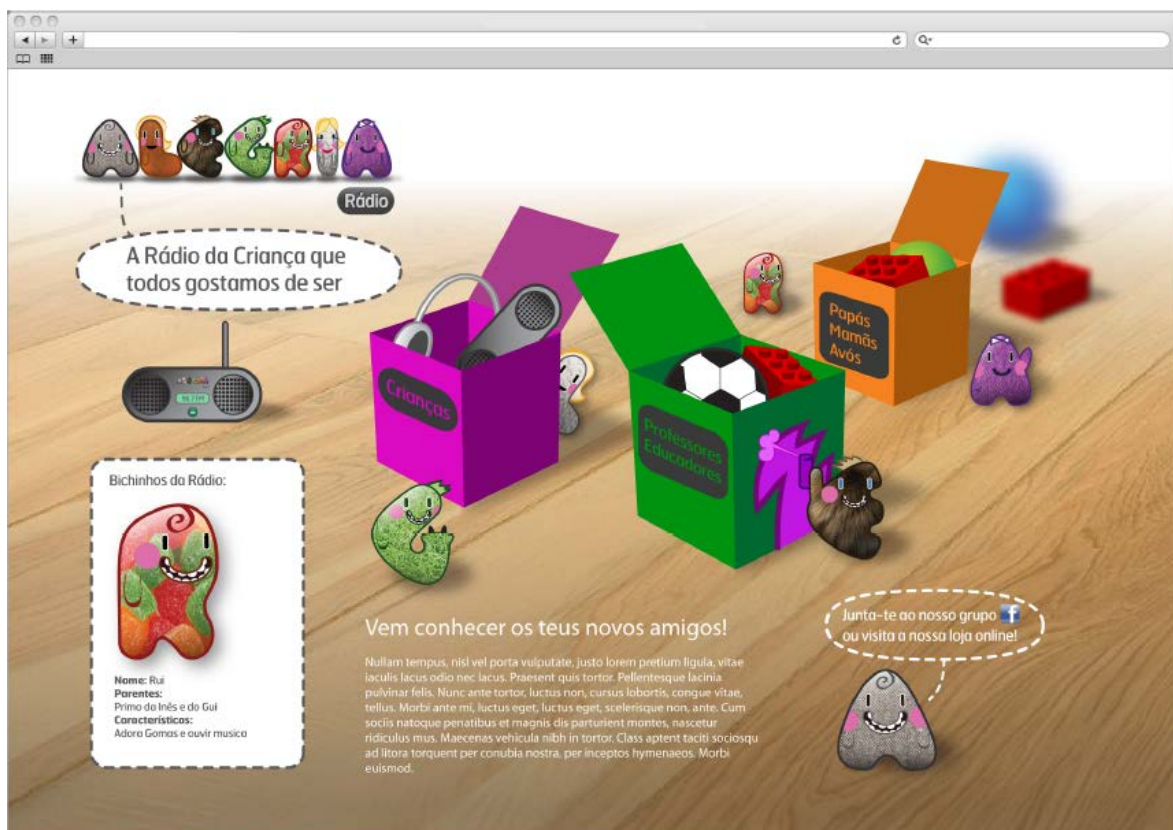 ALEGRIA
Rádio
A Rádio da Criança que
todos gostamos de ser
Crianças
Professores
Educadores
Papás
Mamãs
Avós
Bichinhos da Rádio:
Nome: Rui
Parentes:
Primo da Inês e do Gui
Características:
Adora Gomas e ouvir musica
Vem conhecer os teus novos amigos!
Nullam tempus, nisl vel porta vulputate, justo lorem pretium ligula, vitae
iaculis lacus odio nec lacus. Praesent quis tortor. Pellentesque lacinia
pulvinar felis. Nunc ante tortor, luctus non, cursus lobortis, congue vitae,
tellus. Morbi ante mi, luctus eget, luctus eget, scelerisque non, ante. Cum
sociis natoque penatibus et magnis dis parturient montes, nascetur
ridiculus mus. Maecenas vehicula nibh in tortor. Class aptent taciti sociosqu
ad litora torquent per conubia nostra, per inceptos hymenaeos. Morbi
euismod.
Junta-te ao nosso grupo f
ou visita a nossa loja online!